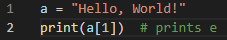 1 a = "Hello, World!"
2 print(a[1])  # prints e